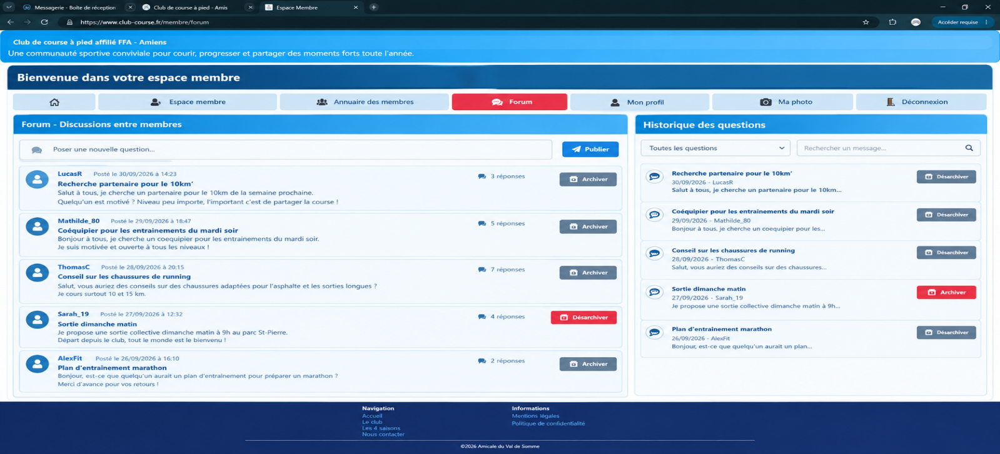 Messagerie - Boîte de réception
Club de course à pied - Amis
Espace Membre
https://www.club-course.fr/membre/forum
Accéder requise
Club de course à pied affilié FFA - Amiens
Une communauté sportive conviviale pour courir, progresser et partager des moments forts toute l'année.
Bienvenue dans votre espace membre
Espace membre
Annuaire des membres
Forum
Mon profil
Ma photo
Déconnexion
Forum - Discussions entre membres
Poser une nouvelle question...
Publier
LucasR Posté le 30/09/2026 à 14:23
3 réponses
Archiver
Recherche partenaire pour le 10km'
Salut à tous, je cherche un partenaire pour le 10km de la semaine prochaine.
Quelqu'un est motivé ? Niveau peu importe, l'important c'est de partager la course !
Mathilde_80 Posté le 29/09/2026 à 18:47
5 réponses
Archiver
Coéquipier pour les entrainements du mardi soir
Bonjour à tous, je cherche un coequipier pour les entrainements du mardi soir.
Je suis motivée et ouverte à tous les niveaux !
ThomasC Posté le 28/09/2026 à 20:15
7 réponses
Archiver
Conseil sur les chaussures de running
Salut, vous auriez des conseils sur des chaussures adaptées pour l'asphalte et les sorties longues ?
Je cours surtout 10 et 15 km.
Sarah_19 Posté le 27/09/2026 à 12:32
4 réponses
Désarchiver
Sortie dimanche matin
Je propose une sortie collective dimanche matin à 9h au parc St-Pierre.
Départ depuis le club, tout le monde est le bienvenu !
AlexFit Posté le 26/09/2026 à 16:10
2 réponses
Archiver
Plan d'entraînement marathon
Bonjour, est-ce que quelqu'un aurait un plan d'entraînement pour préparer un marathon ?
Merci d'avance pour vos retours !
Historique des questions
Toutes les questions
Rechercher un message...
Recherche partenaire pour le 10km'
Désarchiver
30/09/2026 - LucasR
Salut à tous, je cherche un partenaire pour le 10km...
Coéquipier pour les entrainements du mardi soir
Désarchiver
29/09/2026 - Mathilde_80
Bonjour à tous, je cherche un coequipier pour les...
Conseil sur les chaussures de running
Désarchiver
28/09/2026 - ThomasC
Salut, vous auriez des conseils sur des chaussures...
Sortie dimanche matin
Archiver
27/09/2026 - Sarah_19
Je propose une sortie collective dimanche matin à 9h...
Plan d'entraînement marathon
Désarchiver
26/09/2026 - AlexFit
Bonjour, est-ce que quelqu'un aurait un plan...
Navigation
Accueil
Le club
Les 4 saisons
Nous contacter
Informations
Mentions légales
Politique de confidentialité
©2026 Amicale du Val de Somme